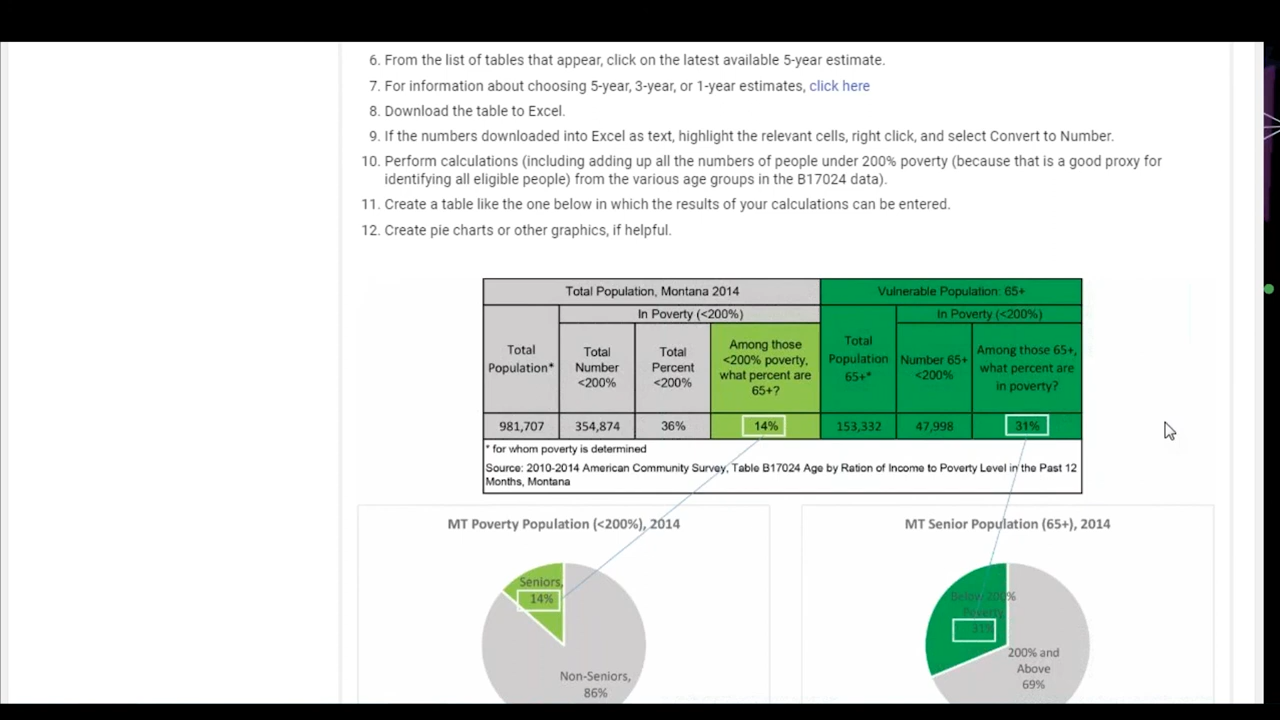 6. From the list of tables that appear, click on the latest available 5-year estimate.
7. For information about choosing 5-year, 3-year, or 1-year estimates, click here
8. Download the table to Excel.
9. If the numbers downloaded into Excel as text, highlight the relevant cells, right click, and select Convert to Number.
10. Perform calculations (including adding up all the numbers of people under 200% poverty (because that is a good proxy for
identifying all eligible people) from the various age groups in the B17024 data).
11. Create a table like the one below in which the results of your calculations can be entered.
12. Create pie charts or other graphics, if helpful.
Total Population, Montana 2014
Vulnerable Population: 65+
In Poverty (<200%)
In Poverty (<200%)
Total
Population*
Total
Number
<200%
Total
Percent
<200%
Among those
<200% poverty,
what percent are
65+?
Total
Population
65+*
Number 65+
<200%
Among those 65+,
what percent are
in poverty?
981,707 354,874 36% 14% 153,332 47,998 31%
* for whom poverty is determined
Source: 2010-2014 American Community Survey, Table B17024 Age by Ration of Income to Poverty Level in the Past 12
Months, Montana
MT Poverty Population (<200%), 2014
Seniors,
14%
Non-Seniors,
86%
MT Senior Population (65+), 2014
Below 200%
Poverty
31%
200% and
Above
69%